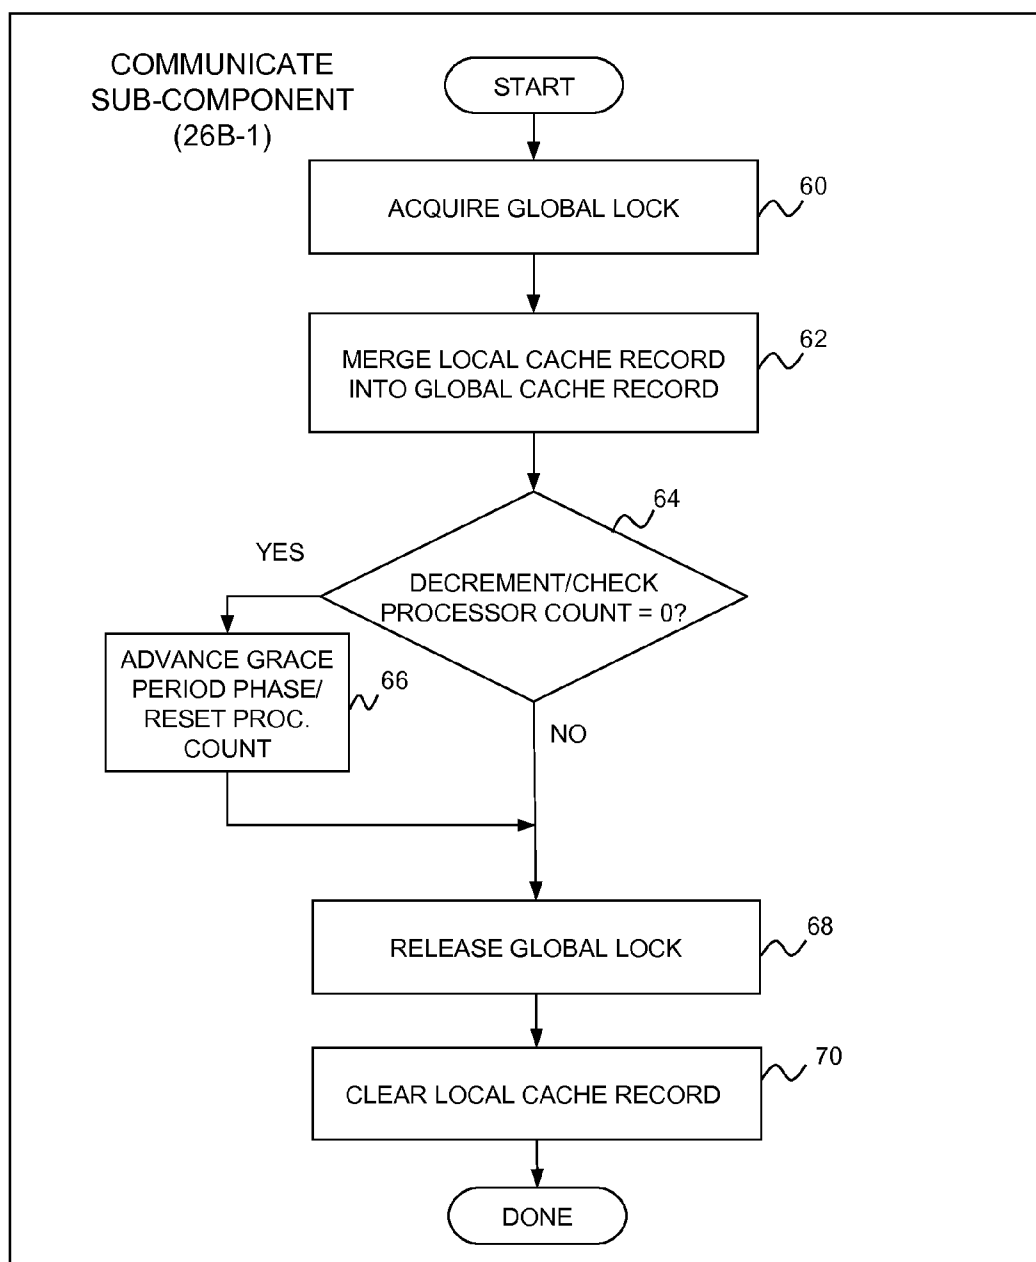 COMMUNICATE
SUB-COMPONENT
(26B-1)
START
ACQUIRE GLOBAL LOCK
60
MERGE LOCAL CACHE RECORD
INTO GLOBAL CACHE RECORD
62
DECREMENT/CHECK
PROCESSOR COUNT = 0?
64
YES
ADVANCE GRACE
PERIOD PHASE/
RESET PROC.
COUNT
66
NO
RELEASE GLOBAL LOCK
68
CLEAR LOCAL CACHE RECORD
70
DONE